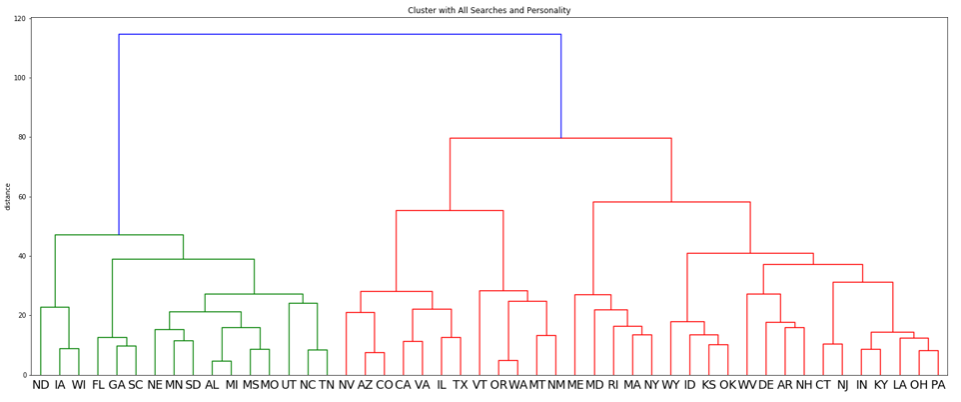 Cluster with All Searches and Personality
120
100
80
60
40
20
0
distance
ND IA WI FL GA SC NE MN SD AL MI MS MO UT NC TN NV AZ CO CA VA IL TX VT OR WA MT NM ME MD RI MA NY WY ID KS OK WV DE AR NH CT NJ IN KY LA OH PA